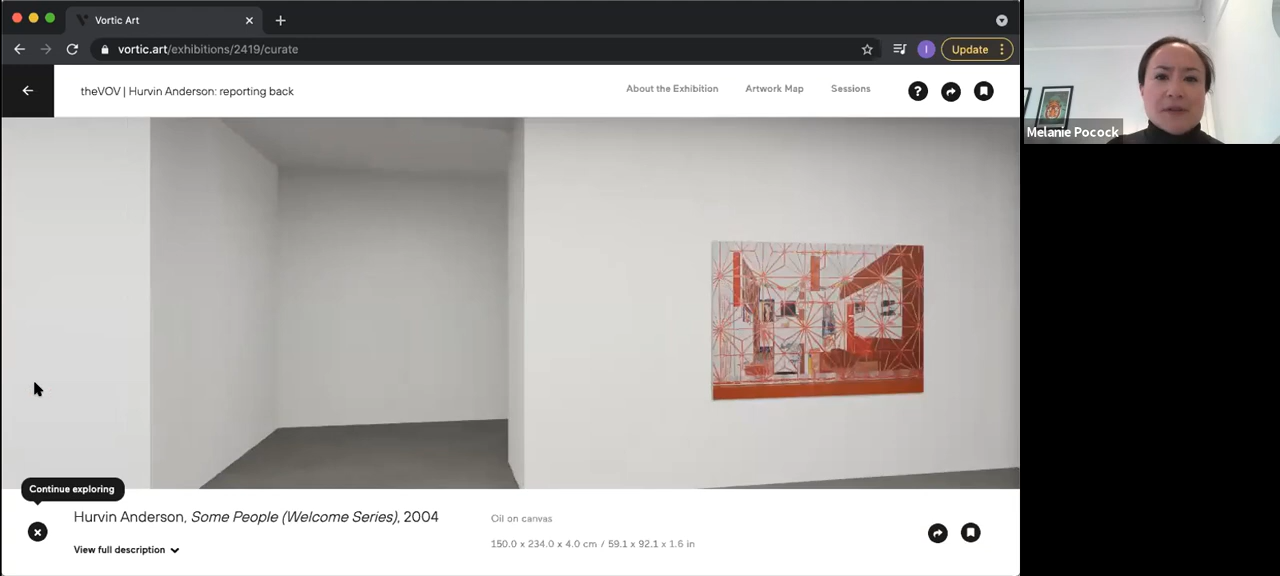 Vortic Art
vortic.art/exhibitions/2419/curate
I
Update
theVOV | Hurvin Anderson: reporting back
About the Exhibition
Artwork Map
Sessions
?
Melanie Pocock
Continue exploring
Hurvin Anderson, Some People (Welcome Series), 2004
Oil on canvas
View full description
150.0 x 234.0 x 4.0 cm / 59.1 x 92.1 x 1.6 in